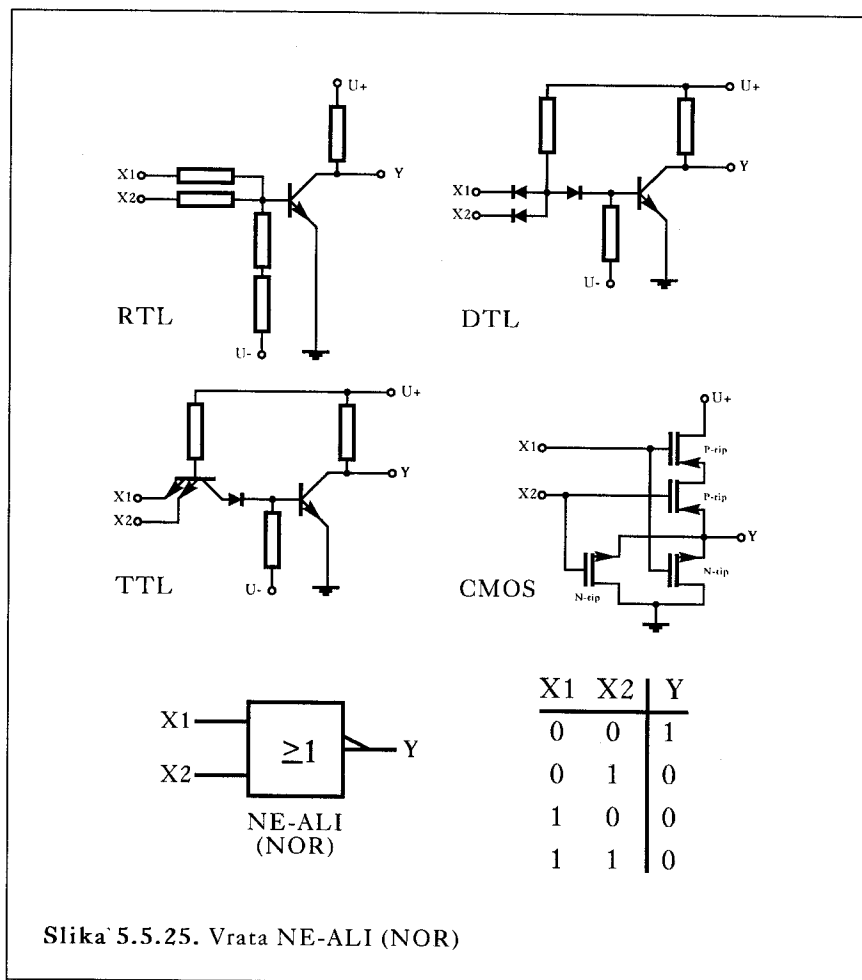 U+
X1
X2
Y
U-
RTL
U+
X1
X2
Y
U-
DTL
U+
X1
X2
Y
U-
TTL
U+
X1
P-tip
X2
P-tip
Y
N-tip
N-tip
CMOS
X1
X2
≥1
Y
NE-ALI
(NOR)
X1 X2 Y
0 0 1
0 1 0
1 0 0
1 1 0
Slika 5.5.25. Vrata NE-ALI (NOR)